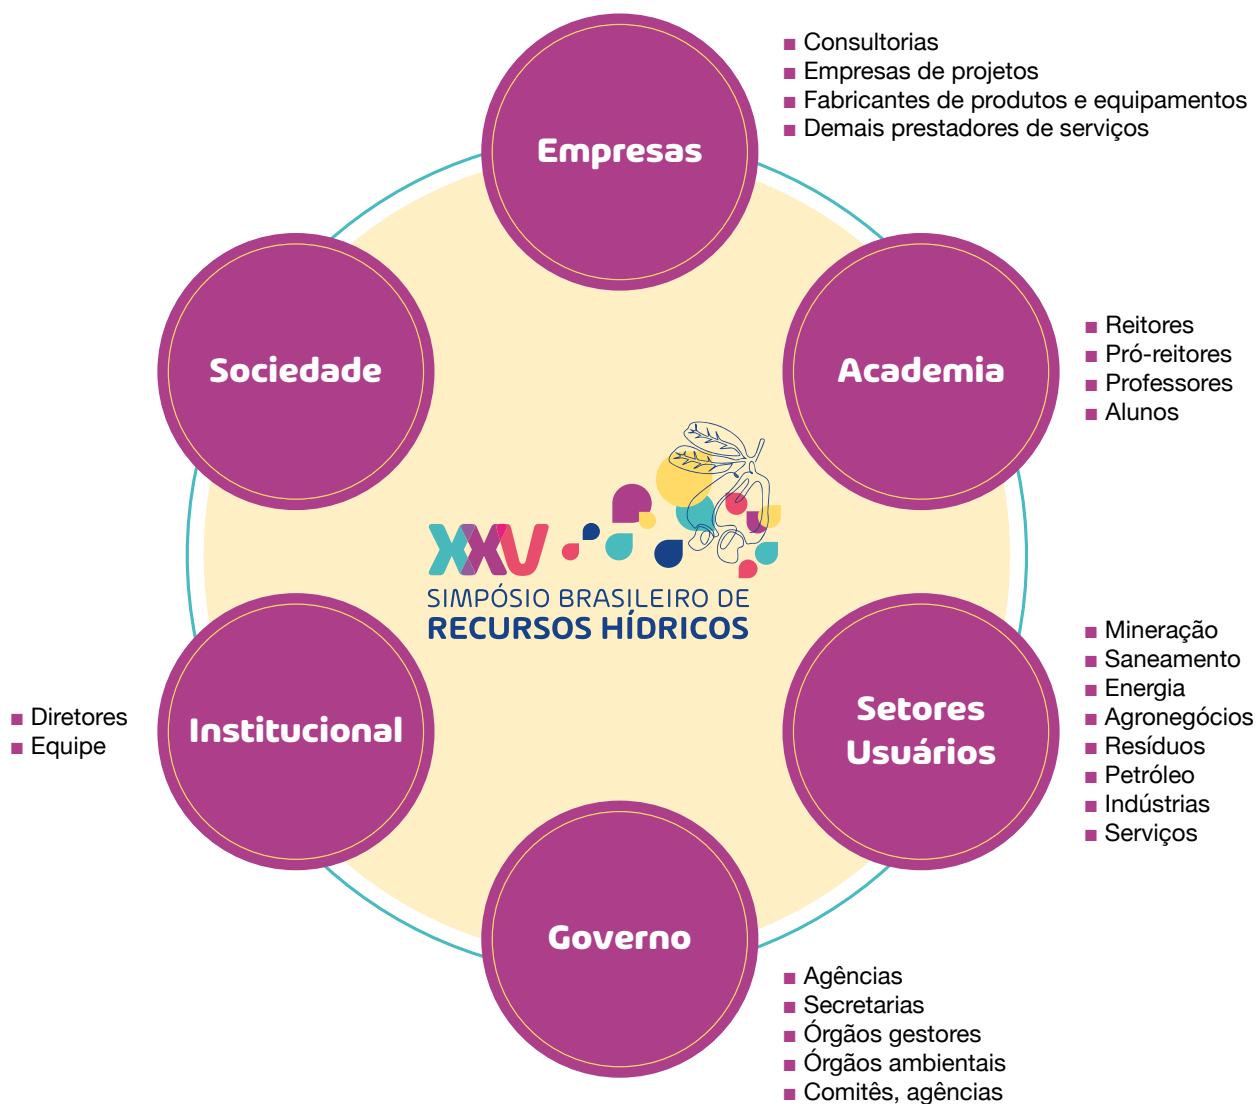 Empresas
Consultorias
Empresas de projetos
Fabricantes de produtos e equipamentos
Demais prestadores de serviços
Sociedade
Academia
Reitores
Pró-reitores
Professores
Alunos
XXV
SIMPÓSIO BRASILEIRO DE
RECURSOS HÍDRICOS
Institucional
Diretores
Equipe
Setores
Usuários
Mineração
Saneamento
Energia
Agronegócios
Resíduos
Petróleo
Indústrias
Serviços
Governo
Agências
Secretarias
Órgãos gestores
Órgãos ambientais
Comitês, agências